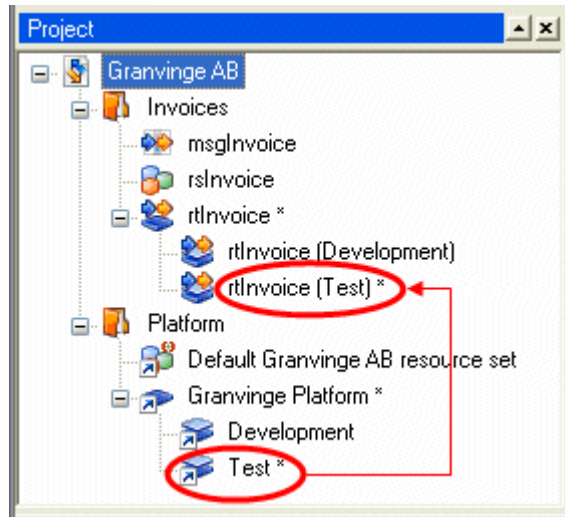 Project
Granvinge AB
Invoices
msgInvoice
rsInvoice
rtInvoice *
rtInvoice (Development)
rtInvoice (Test) *
Platform
Default Granvinge AB resource set
Granvinge Platform *
Development
Test *